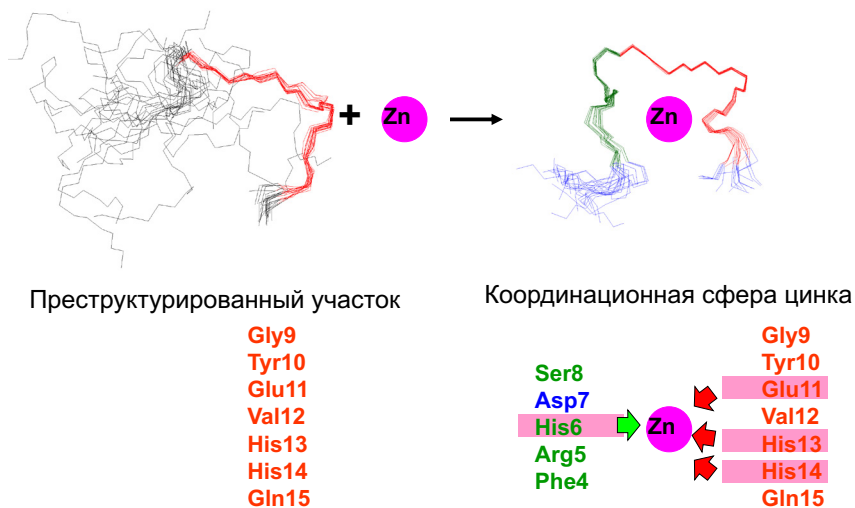 + Zn
Zn
Преструктурированный участок
Gly9
Tyr10
Glu11
Val12
His13
His14
Gln15
Координационная сфера цинка
Ser8
Asp7
His6
Arg5
Phe4
Zn
Gly9
Tyr10
Glu11
Val12
His13
His14
Gln15